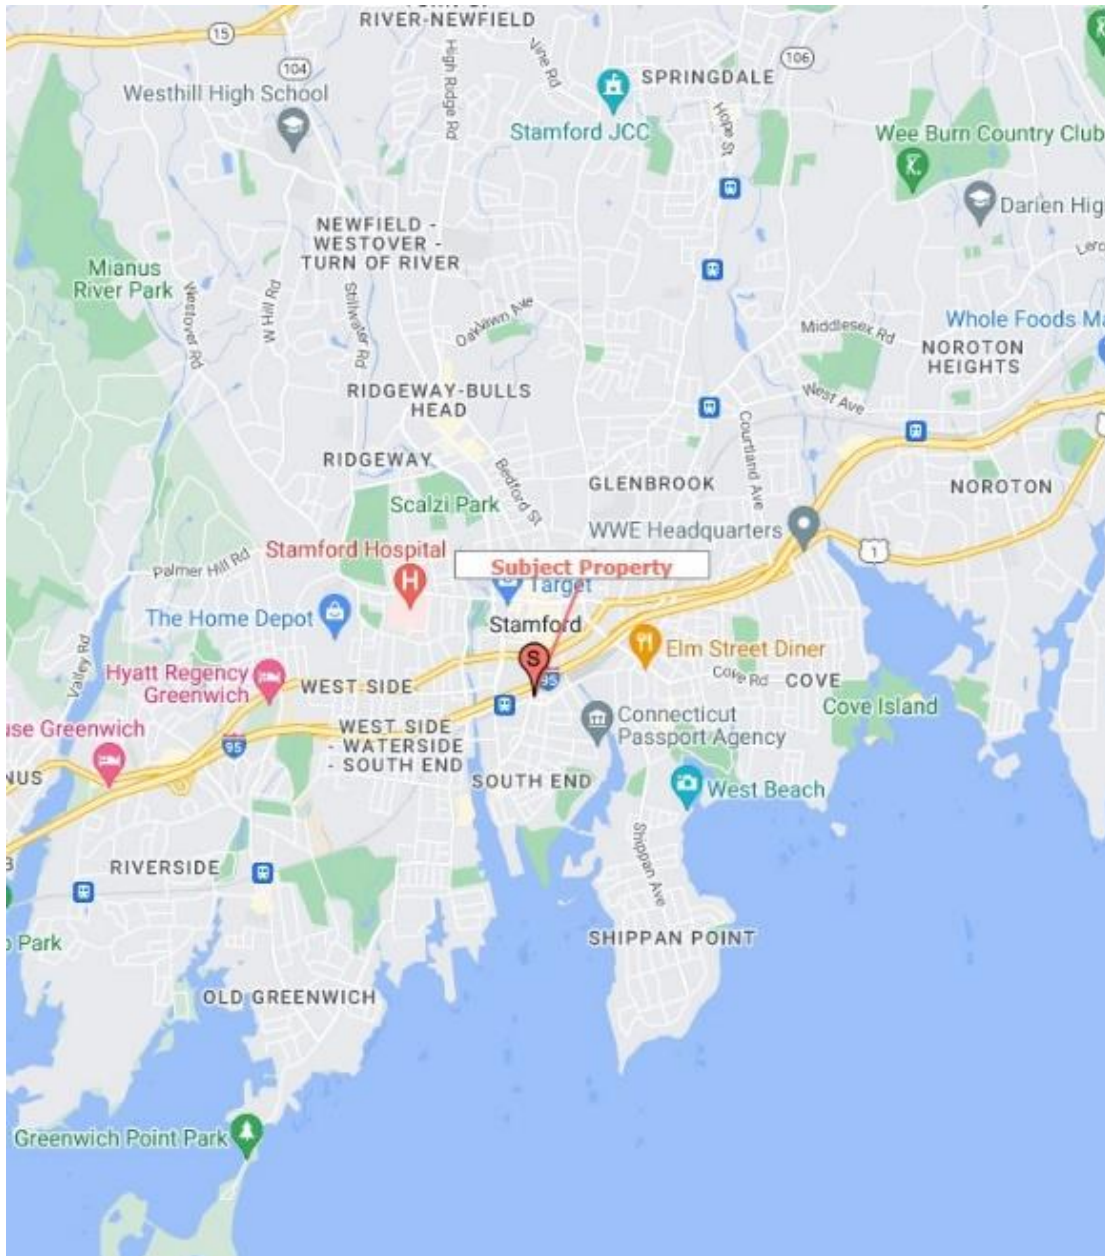 RIVER-NEWFIELD
15
104
106
Westhill High School
High Ridge Rd
Vine Rd
SPRINGDALE
Stamford JCC
Hope St
Wee Burn Country Club
Darien Hig
NEWFIELD -
WESTOVER -
TURN OF RIVER
Mianus
River Park
Westover Rd
W Hill Rd
Stillwater Rd
Oaklawn Ave
Middlesex Rd
Whole Foods Ma
NOROTON
HEIGHTS
RIDGEWAY-BULLS
HEAD
West Ave
Courtland Ave
RIDGEWAY
Bedford St
GLENBROOK
NOROTON
Scalzi Park
WWE Headquarters
1
Stamford Hospital
H
Palmer Hill Rd
Subject Property
Target
The Home Depot
Stamford
Valley Rd
S
Elm Street Diner
Hyatt Regency
Greenwich
WEST SIDE
95
Cove Rd
COVE
Cove Island
use Greenwich
WEST SIDE
- WATERSIDE
- SOUTH END
95
Connecticut
Passport Agency
NUS
SOUTH END
West Beach
RIVERSIDE
Shippan Ave
Park
SHIPPAN POINT
OLD GREENWICH
Greenwich Point Park